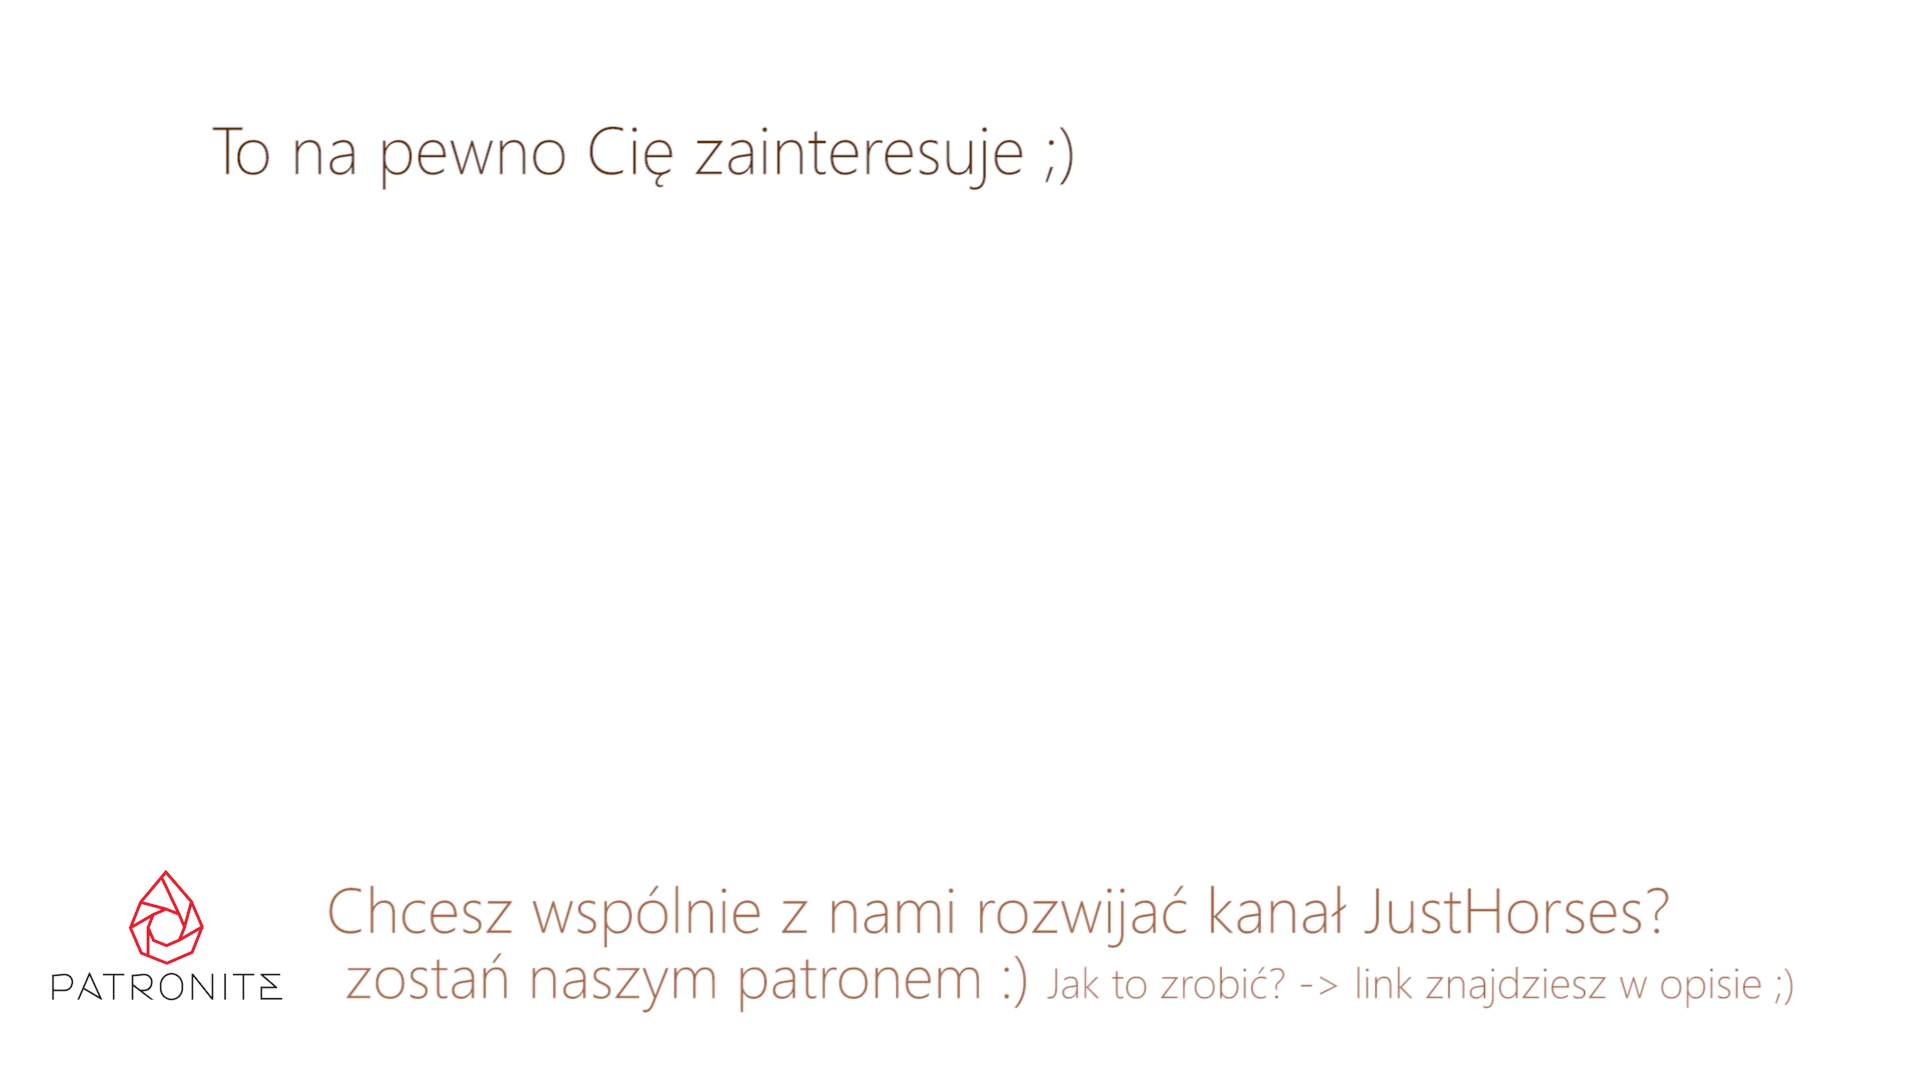 To na pewno Cię zainteresuje ;)
Chcesz wspólnie z nami rozwijać kanał JustHorses?
zostań naszym patronem :) Jak to zrobić? -> link znajdziesz w opisie ;)
PATRONITE